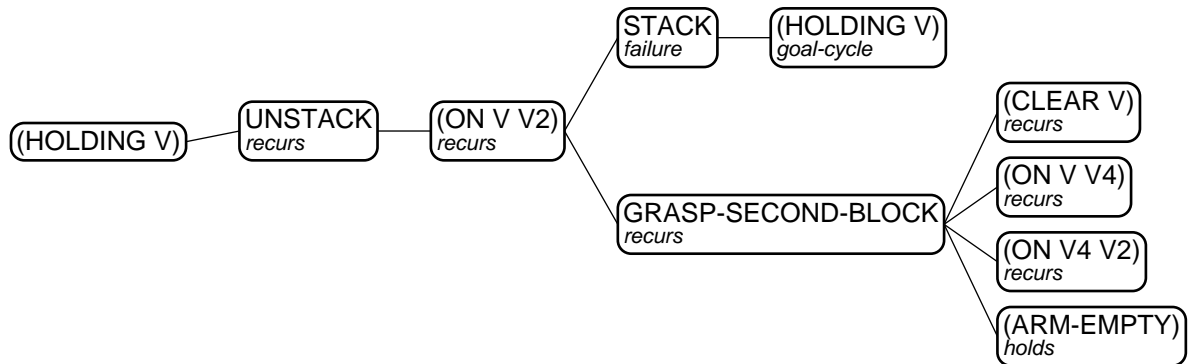 (HOLDING V)
UNSTACK
recurs
(ON V V2)
recurs
STACK
failure
(HOLDING V)
goal-cycle
GRASP-SECOND-BLOCK
recurs
(CLEAR V)
recurs
(ON V V4)
recurs
(ON V4 V2)
recurs
(ARM-EMPTY)
holds